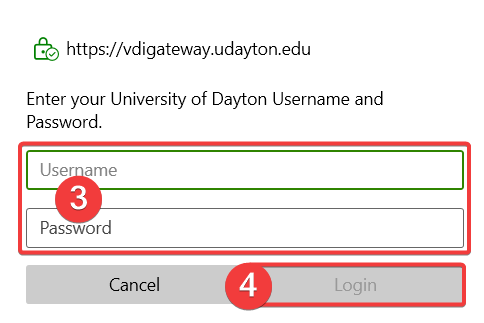 https://vdigateway.udayton.edu
Enter your University of Dayton Username and
Password.
Username
3
Password
Cancel
4
Login